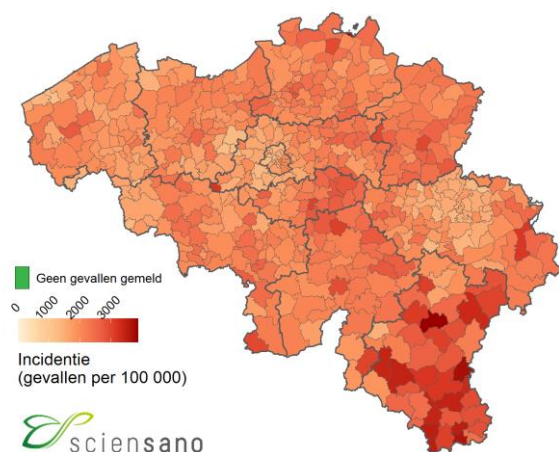 Geen gevallen gemeld
0 1000 2000 3000
Incidentie
(gevallen per 100 000)
sciensano